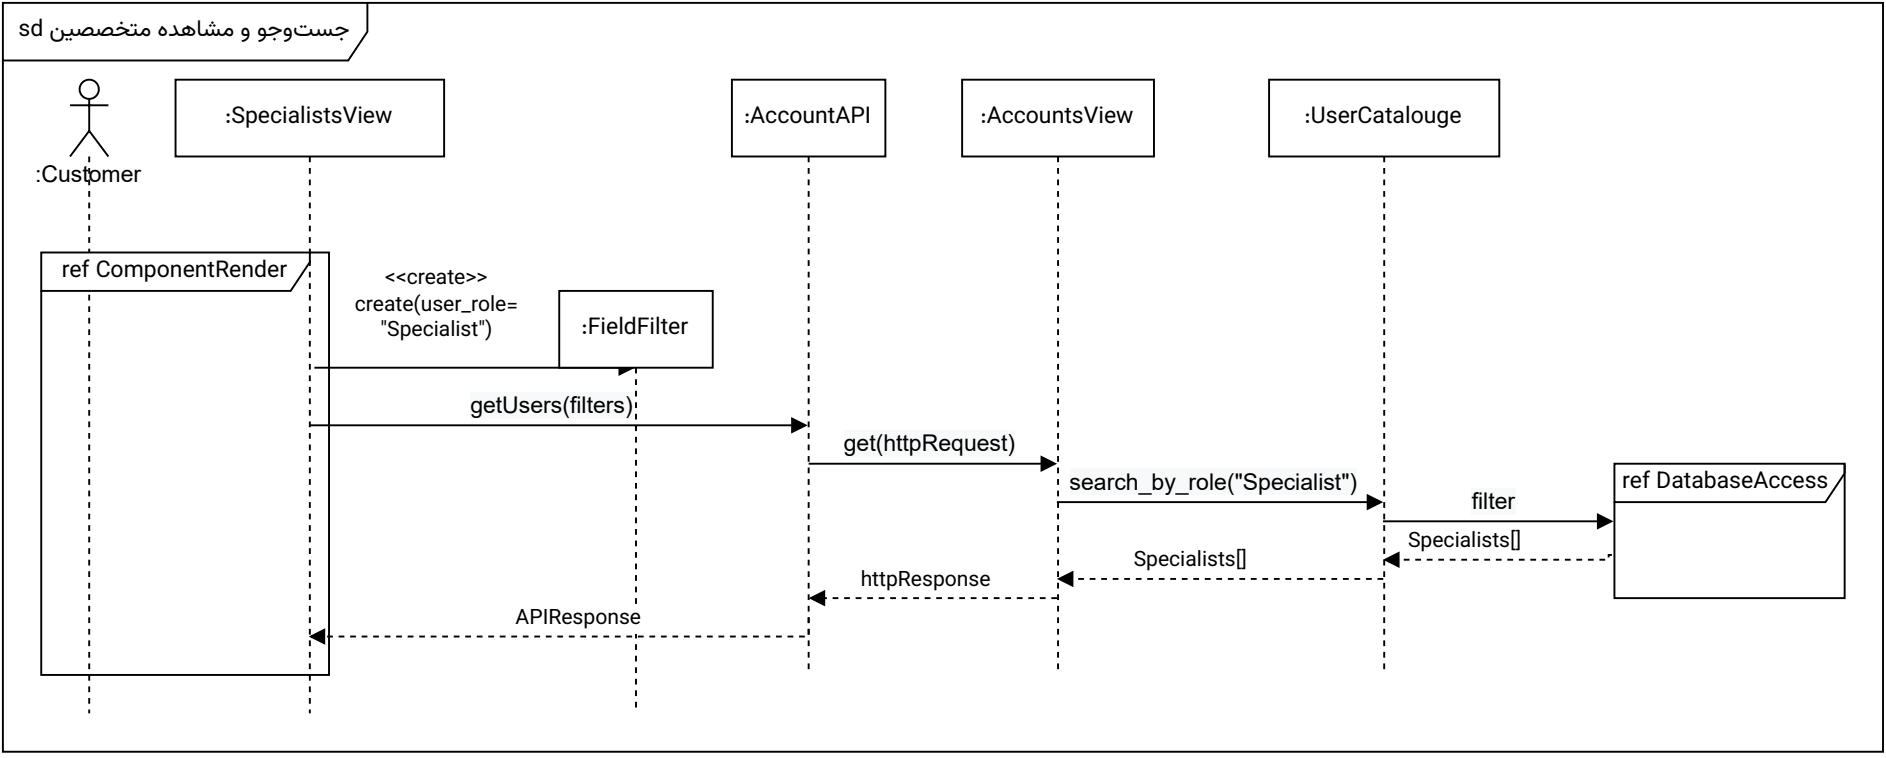 sd جست‌وجو و مشاهده متخصصین
:Customer
:SpecialistsView
:AccountAPI
:AccountsView
:UserCatalouge
ref ComponentRender
<<create>>
create(user_role=
"Specialist")
:FieldFilter
getUsers(filters)
get(httpRequest)
search_by_role("Specialist")
filter
ref DatabaseAccess
Specialists[]
Specialists[]
httpResponse
APIResponse